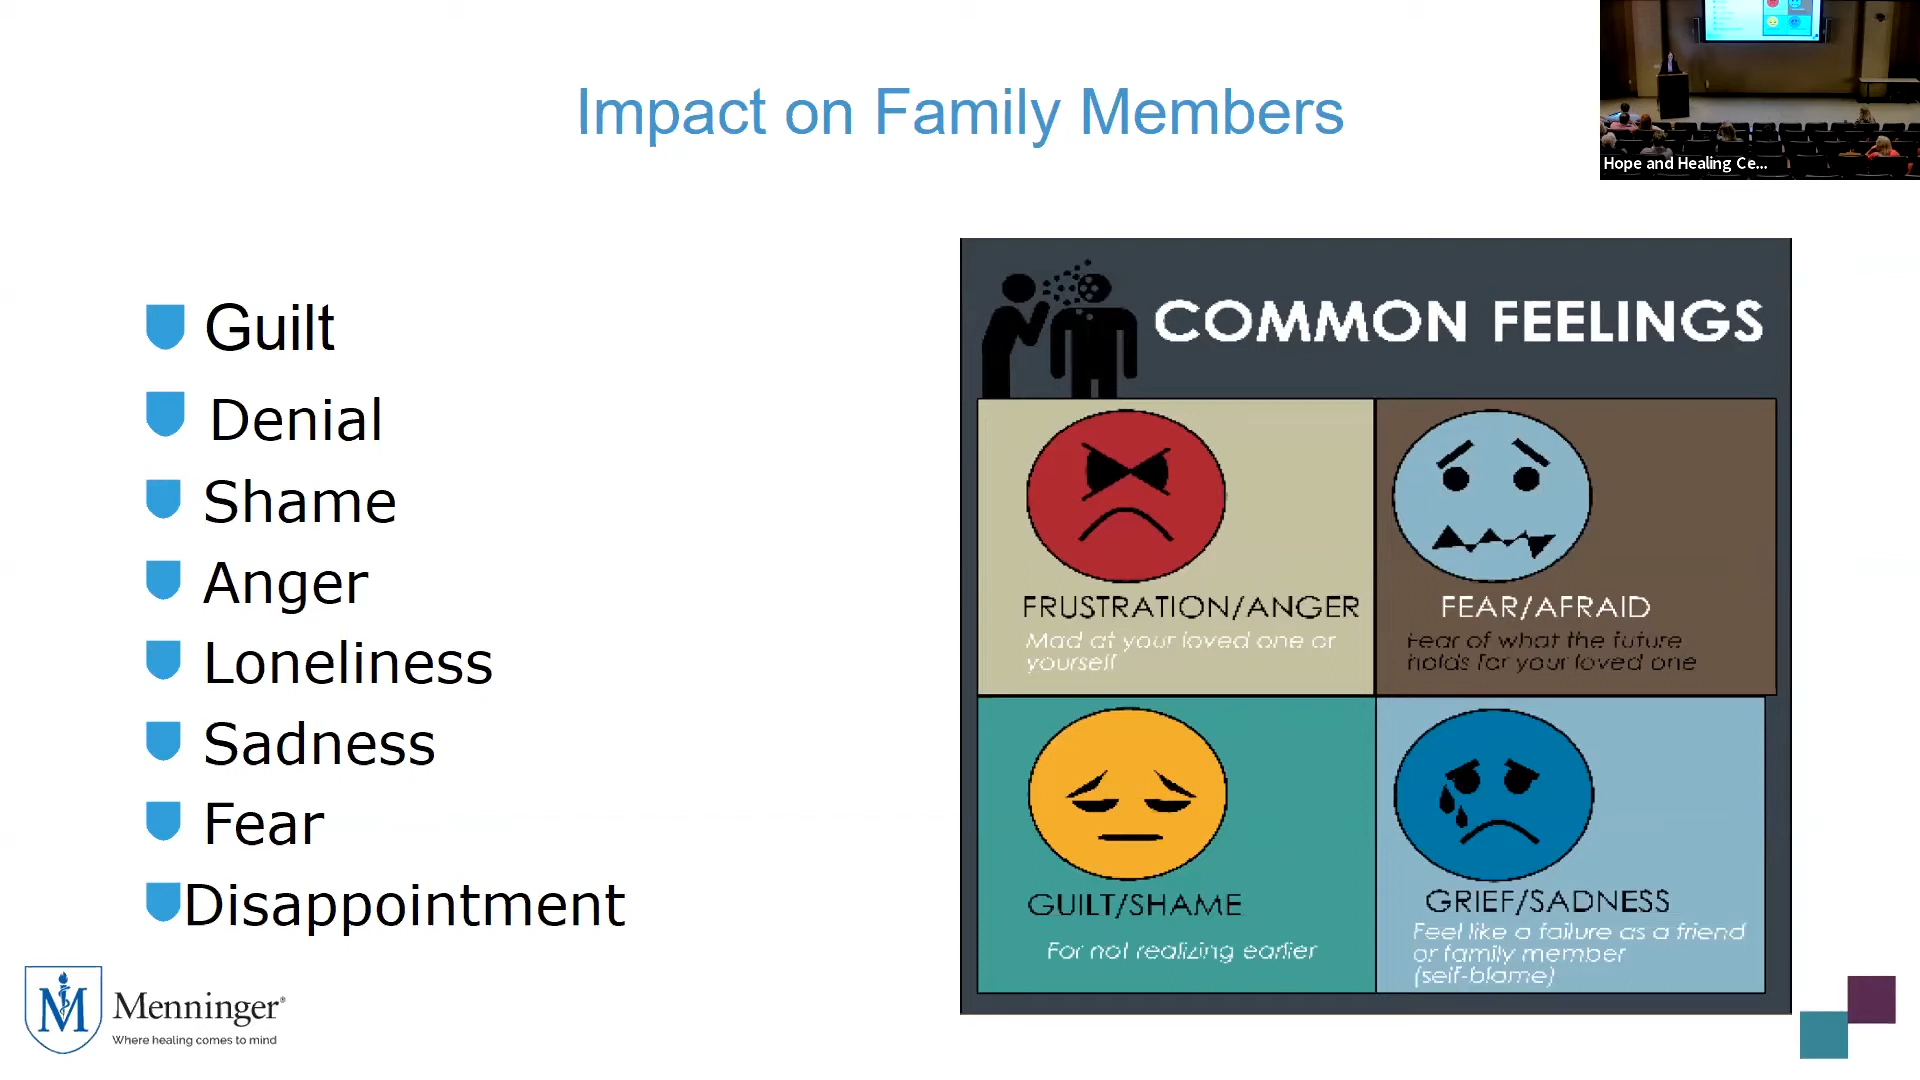 Impact on Family Members
Hope and Healing Ce...
Guilt
Denial
Shame
Anger
Loneliness
Sadness
Fear
Disappointment
COMMON FEELINGS
FRUSTRATION/ANGER
Mad at your loved one or
yourself
FEAR/AFRAID
Fear of what the future
holds for your loved one
GUILT/SHAME
For not realizing earlier
GRIEF/SADNESS
Feel like a failure as a friend
or family member
(self-blame)
M
Menninger®
Where healing comes to mind